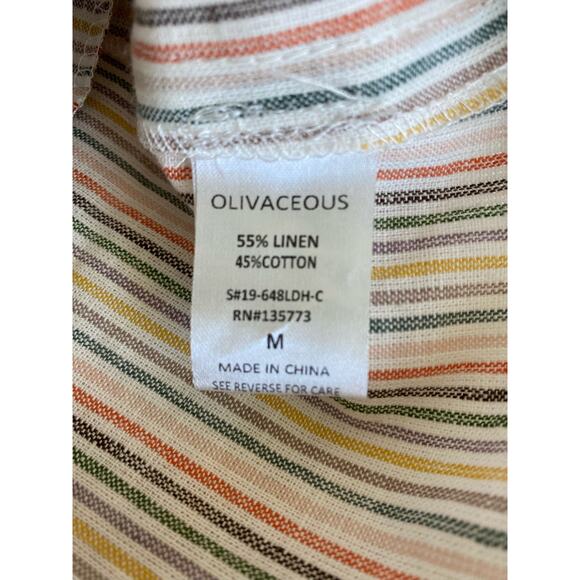 OLIVACEOUS
55% LINEN
45%COTTON
S#19-648LDH-C
RN#135773
M
MADE IN CHINA
SEE REVERSE FOR CARE